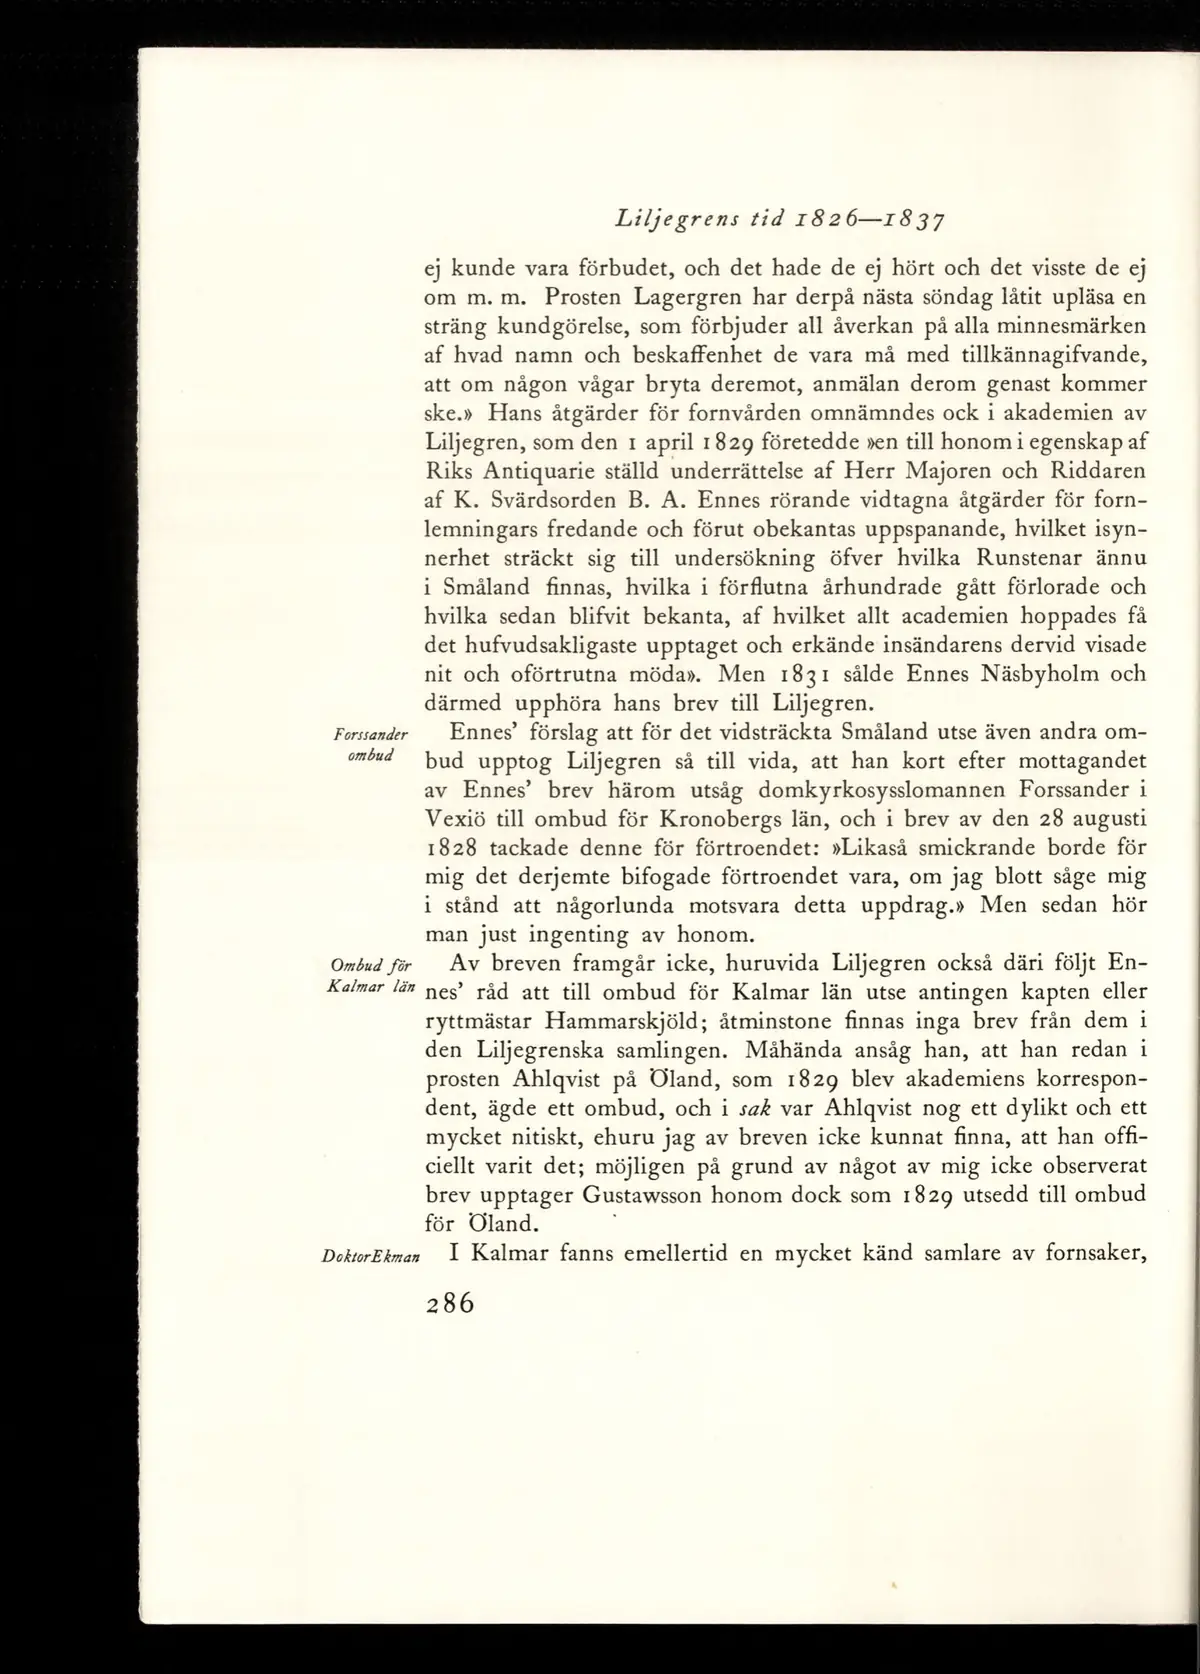 Liljegrens tid 1826—1837
ej kunde vara förbudet, och det hade de ej hört och det visste de ej
om m. m. Prosten Lagergren har derpå nästa söndag låtit upläsa en
sträng kundgörelse, som förbjuder all åverkan på alla minnesmärken
af hvad namn och beskaffenhet de vara må med tillkännagifvande,
att om någon vågar bryta deremot, anmälan derom genast kommer
ske.» Hans åtgärder för fornvården omnämndes ock i akademien av
Liljegren, som den 1 april 1829 företedde »en till honom i egenskap af
Riks Antiquarie ställd underrättelse af Herr Majoren och Riddaren
af K. Svärdsorden B. A. Ennes rörande vidtagna åtgärder för forn-
lemningars fredande och förut obekantas uppspanande, hvilket isyn-
nerhet sträckt sig till undersökning öfver hvilka Runstenar ännu
i Småland finnas, hvilka i förflutna århundrade gått förlorade och
hvilka sedan blifvit bekanta, af hvilket allt academien hoppades få
det hufvudsakligaste upptaget och erkände insändarens dervid visade
nit och oförtrutna möda». Men 1831 sålde Ennes Näsbyholm och
därmed upphöra hans brev till Liljegren.
Forssander
ombud
Ennes’ förslag att för det vidsträckta Småland utse även andra om-
bud upptog Liljegren så till vida, att han kort efter mottagandet
av Ennes’ brev härom utsåg domkyrkosysslomannen Forssander i
Vexiö till ombud för Kronobergs län, och i brev av den 28 augusti
1828 tackade denne för förtroendet: »Likaså smickrande borde för
mig det derjemte bifogade förtroendet vara, om jag blott såge mig
i stånd att någorlunda motsvara detta uppdrag.» Men sedan hör
man just ingenting av honom.
Ombud för
Kalmar län
Av breven framgår icke, huruvida Liljegren också däri följt En-
nes’ råd att till ombud för Kalmar län utse antingen kapten eller
ryttmästar Hammarskjöld; åtminstone finnas inga brev från dem i
den Liljegrenska samlingen. Måhända ansåg han, att han redan i
prosten Ahlqvist på Öland, som 1829 blev akademiens korrespon-
dent, ägde ett ombud, och i sak var Ahlqvist nog ett dylikt och ett
mycket nitiskt, ehuru jag av breven icke kunnat finna, att han offi-
ciellt varit det; möjligen på grund av något av mig icke observerat
brev upptager Gustawsson honom dock som 1829 utsedd till ombud
för Öland.
Doktor Ekman
I Kalmar fanns emellertid en mycket känd samlare av fornsaker,
286